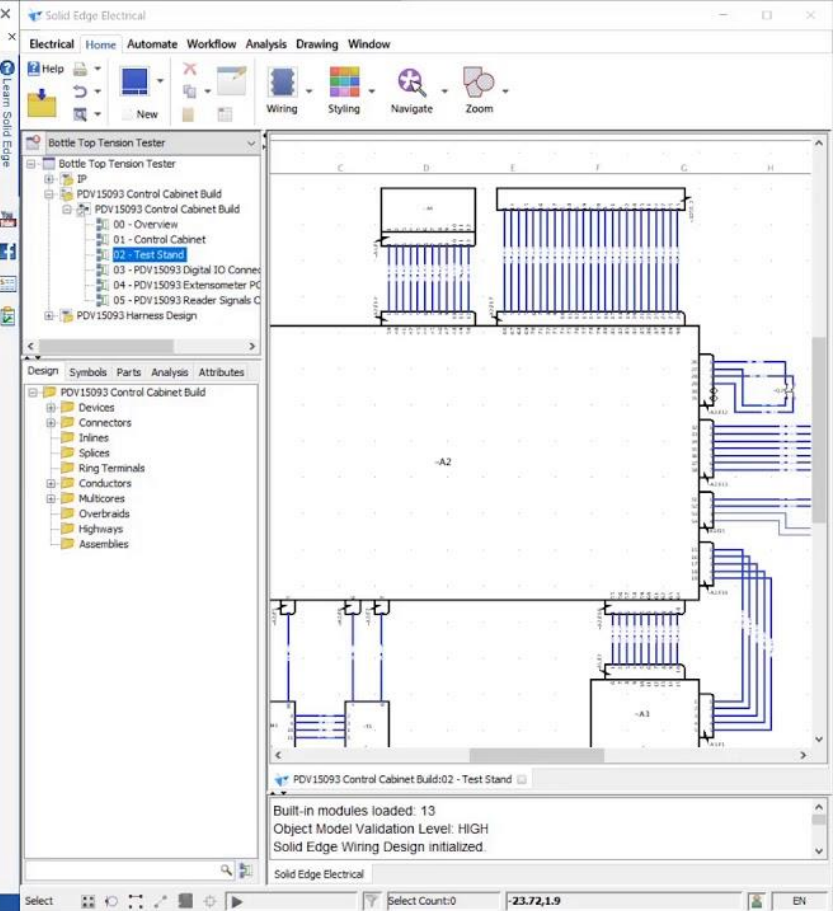 Solid Edge Electrical
Electrical Home Automate Workflow Analysis Drawing Window
Help
New
Wiring
Styling
Navigate
Zoom
Learn Solid Edge
You
Tube
Bottle Top Tension Tester
Bottle Top Tension Tester
IP
PDV15093 Control Cabinet Build
PDV15093 Control Cabinet Build
00 - Overview
01 - Control Cabinet
02 - Test Stand
03 - PDV15093 Digital IO Connec
04 - PDV15093 Extensometer PC
05 - PDV15093 Reader Signals C
PDV15093 Harness Design
Design Symbols Parts Analysis Attributes
PDV15093 Control Cabinet Build
Devices
Connectors
Inlines
Splices
Ring Terminals
Conductors
Multicores
Overbraids
Highways
Assemblies
C D E F G H
-A2
-A1
PDV15093 Control Cabinet Build:02 - Test Stand
Built-in modules loaded: 13
Object Model Validation Level: HIGH
Solid Edge Wiring Design initialized.
Solid Edge Electrical
Select
Select Count:0
-23.72,1.9
EN